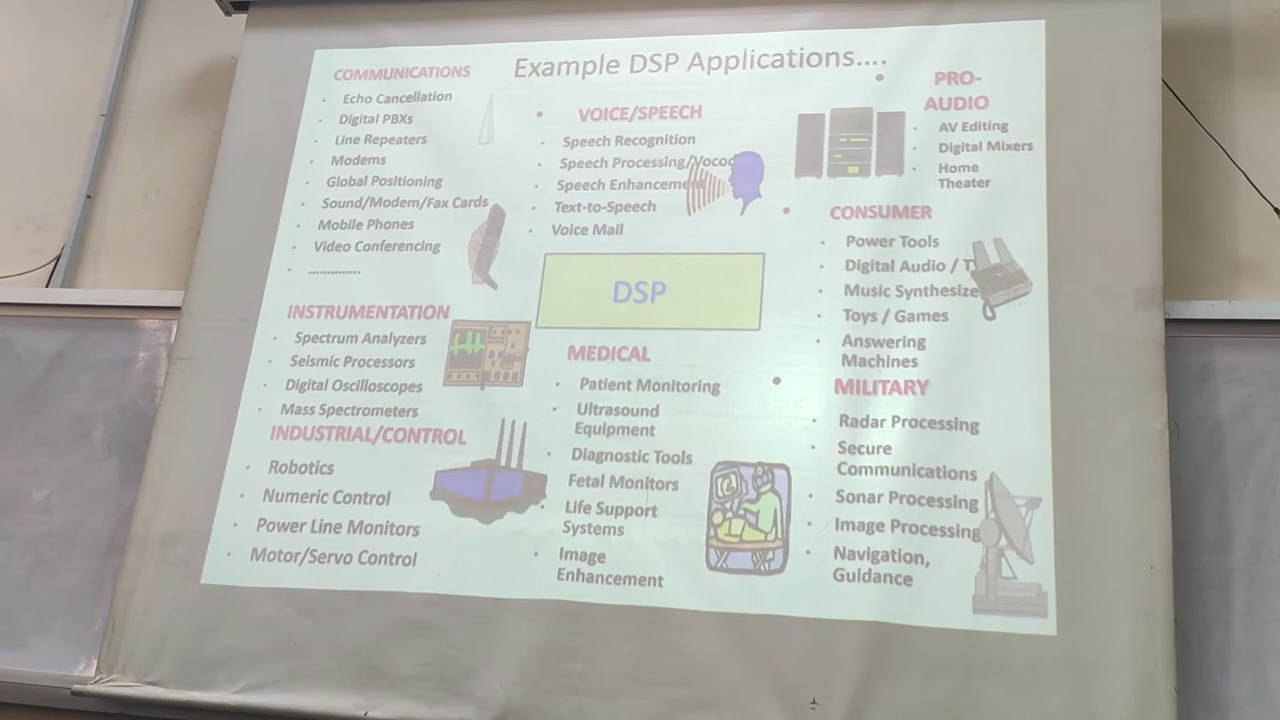 Example DSP Applications....
COMMUNICATIONS
Echo Cancellation
Digital PBXs
Line Repeaters
Modems
Global Positioning
Sound/Modem/Fax Cards
Mobile Phones
Video Conferencing
...............
INSTRUMENTATION
Spectrum Analyzers
Seismic Processors
Digital Oscilloscopes
Mass Spectrometers
INDUSTRIAL/CONTROL
Robotics
Numeric Control
Power Line Monitors
Motor/Servo Control
VOICE/SPEECH
Speech Recognition
Speech Processing/Vocod
Speech Enhancement
Text-to-Speech
Voice Mail
DSP
MEDICAL
Patient Monitoring
Ultrasound
Equipment
Diagnostic Tools
Fetal Monitors
Life Support
Systems
Image
Enhancement
PRO-
AUDIO
AV Editing
Digital Mixers
Home
Theater
CONSUMER
Power Tools
Digital Audio / T
Music Synthesize
Toys / Games
Answering
Machines
MILITARY
Radar Processing
Secure
Communications
Sonar Processing
Image Processing
Navigation,
Guidance